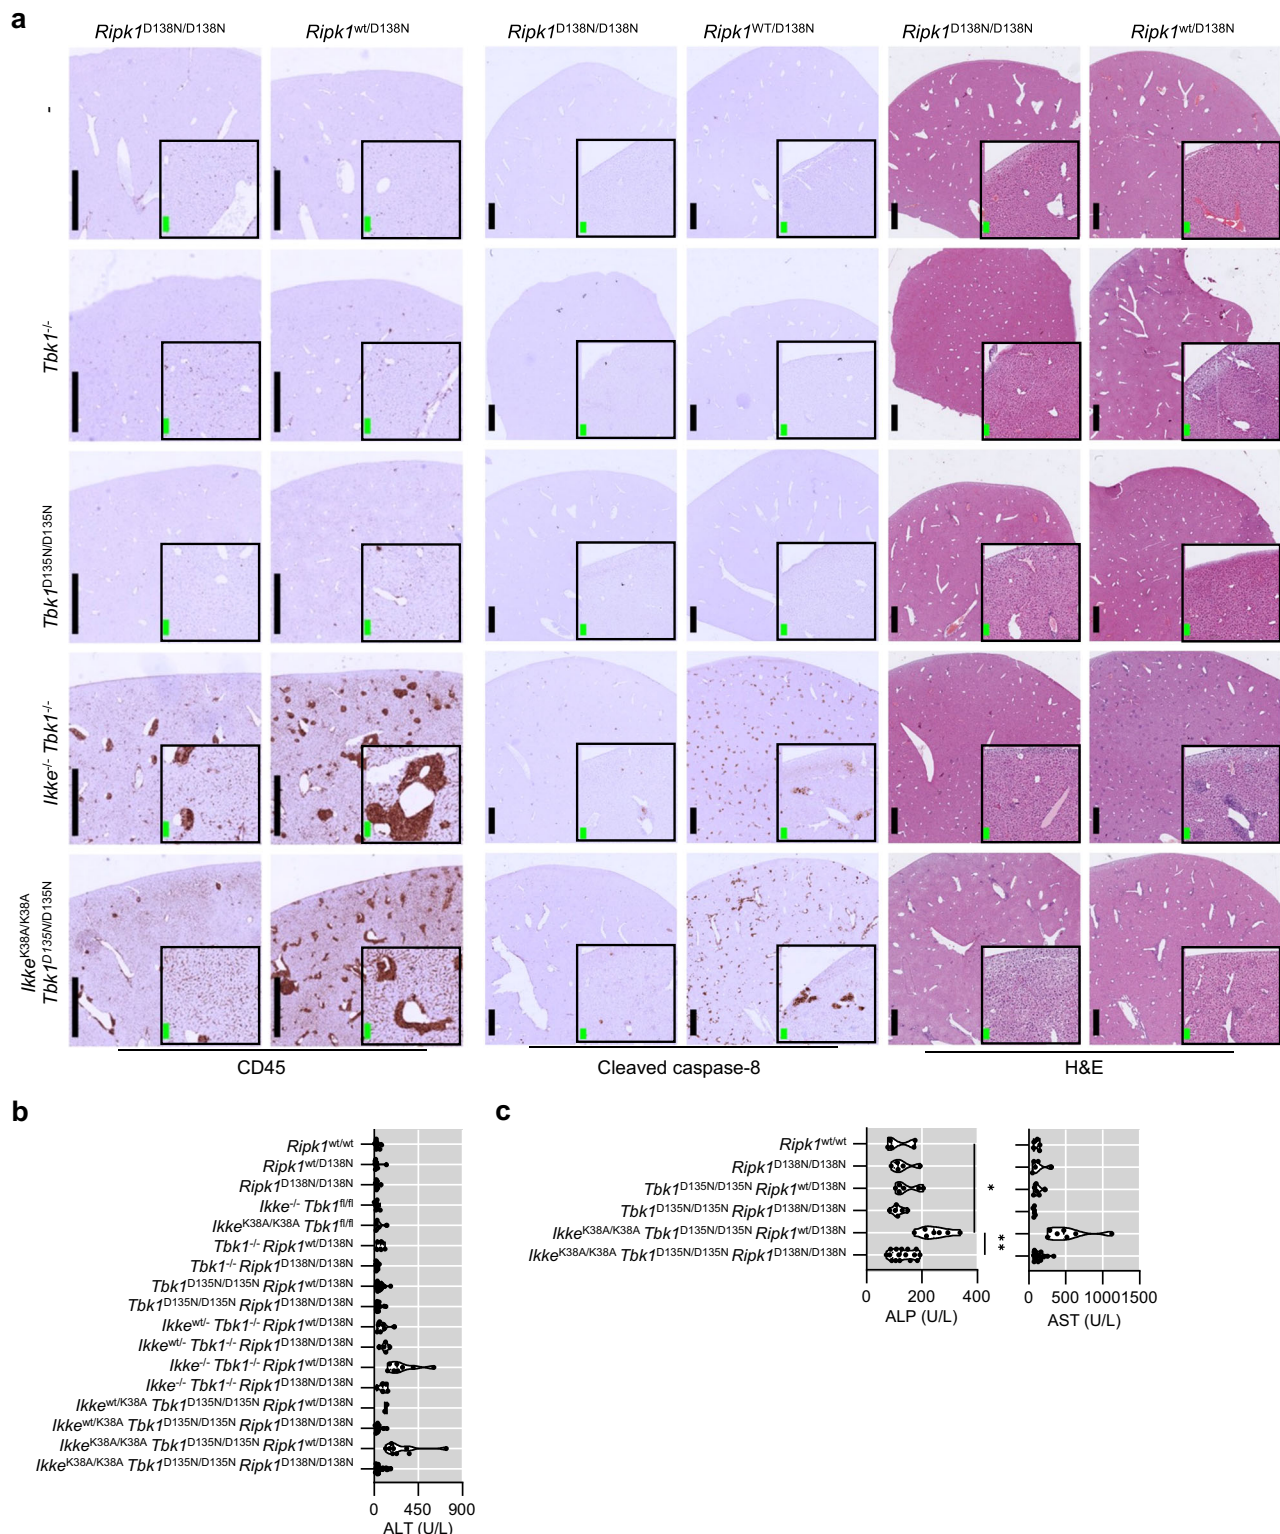 a
Ripk1D138N/D138N Ripk1wt/D138N Ripk1D138N/D138N Ripk1WT/D138N Ripk1D138N/D138N Ripk1wt/D138N
-
Tbk1-/-
Tbk1D135N/D135N
Ikke-/- Tbk1-/-
IkkeK38A/K38A
Tbk1D135N/D135N
CD45 Cleaved caspase-8 H&E
b
Ripk1wt/wt
Ripk1wt/D138N
Ripk1D138N/D138N
Ikke-/- Tbk1fl/fl
IkkeK38A/K38A Tbk1fl/fl
Tbk1-/- Ripk1wt/D138N
Tbk1-/- Ripk1D138N/D138N
Tbk1D135N/D135N Ripk1wt/D138N
Tbk1D135N/D135N Ripk1D138N/D138N
Ikkewt/- Tbk1-/- Ripk1wt/D138N
Ikkewt/- Tbk1-/- Ripk1D138N/D138N
Ikke-/- Tbk1-/- Ripk1wt/D138N
Ikke-/- Tbk1-/- Ripk1D138N/D138N
Ikkewt/K38A Tbk1D135N/D135N Ripk1wt/D138N
Ikkewt/K38A Tbk1D135N/D135N Ripk1D138N/D138N
IkkeK38A/K38A Tbk1D135N/D135N Ripk1wt/D138N
IkkeK38A/K38A Tbk1D135N/D135N Ripk1D138N/D138N
0 450 900
ALT (U/L)
c
Ripk1wt/wt
Ripk1D138N/D138N
Tbk1D135N/D135N Ripk1wt/D138N
Tbk1D135N/D135N Ripk1D138N/D138N
IkkeK38A/K38A Tbk1D135N/D135N Ripk1wt/D138N
IkkeK38A/K38A Tbk1D135N/D135N Ripk1D138N/D138N
*
**
0 200 400
ALP (U/L)
0 500 1000 1500
AST (U/L)